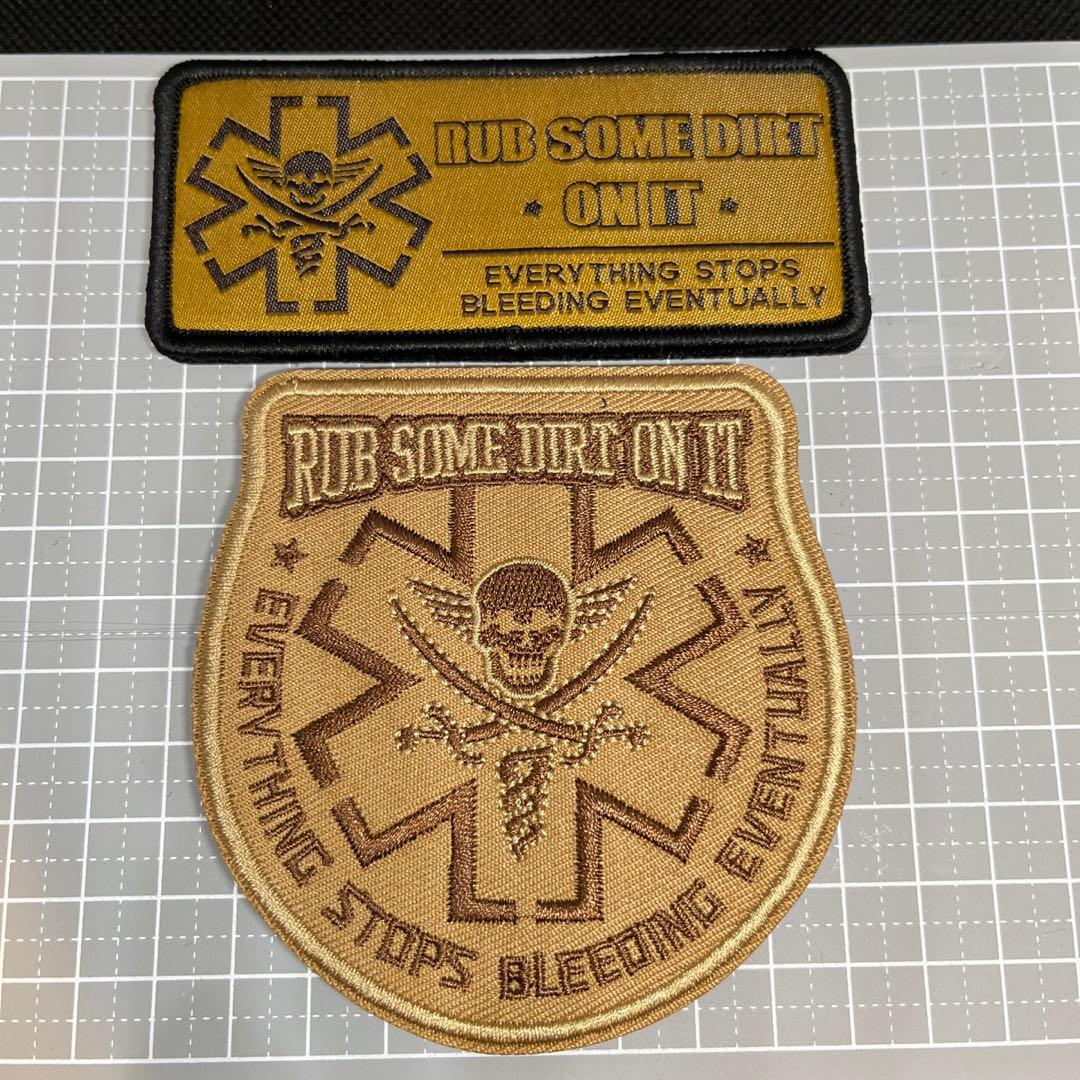 RUB SOME DIRT
ON IT
EVERYTHING STOPS
BLEEDING EVENTUALLY
RUB SOME DIRT ON IT
EVERYTHING STOPS BLEEDING EVENTUALLY